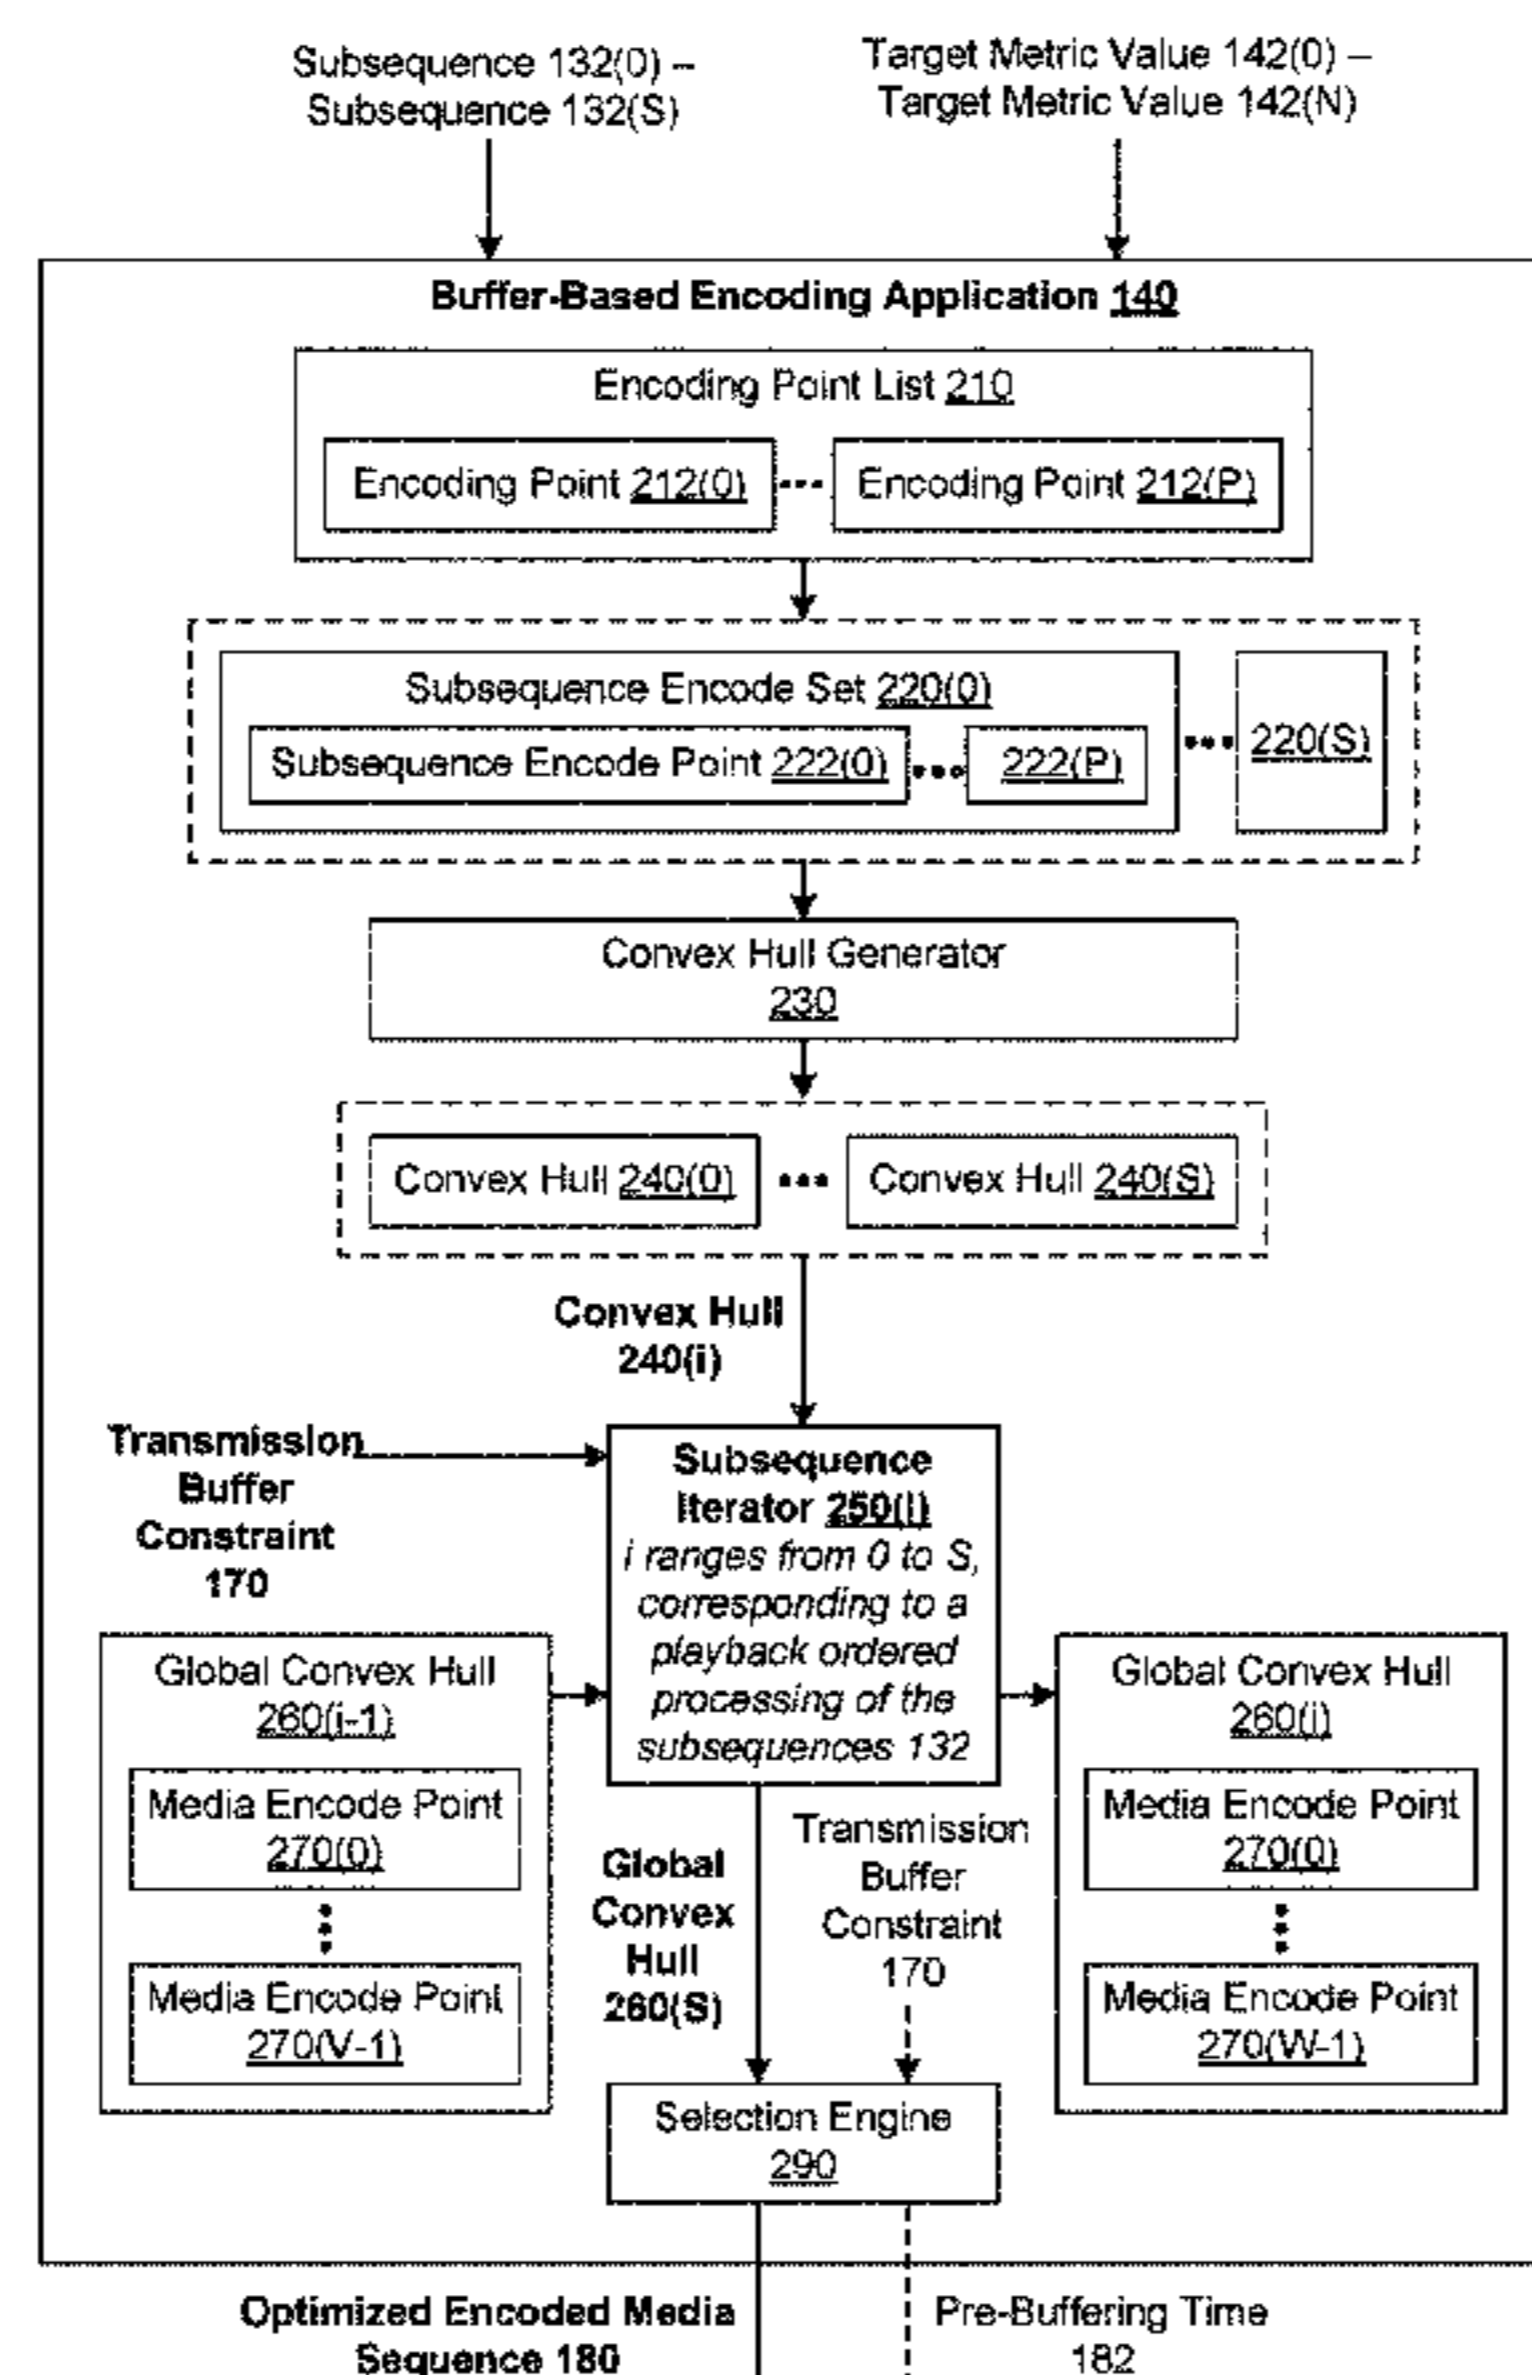 Subsequence 132(0) –
Subsequence 132(S)
Target Metric Value 142(0) –
Target Metric Value 142(N)
Buffer-Based Encoding Application 140
Encoding Point List 210
Encoding Point 212(0)
Encoding Point 212(P)
Subsequence Encode Set 220(0)
Subsequence Encode Point 222(0)
222(P)
220(S)
Convex Hull Generator
230
Convex Hull 240(0)
Convex Hull 240(S)
Convex Hull
240(i)
Transmission
Buffer
Constraint
170
Subsequence
Iterator 250(i)
i ranges from 0 to S,
corresponding to a
playback ordered
processing of the
subsequences 132
Global Convex Hull
260(i-1)
Media Encode Point
270(0)
Media Encode Point
270(V-1)
Global Convex Hull
260(i)
Media Encode Point
270(0)
Media Encode Point
270(W-1)
Global
Convex
Hull
260(S)
Transmission
Buffer
Constraint
170
Selection Engine
290
Optimized Encoded Media
Sequence 180
Pre-Buffering Time
182